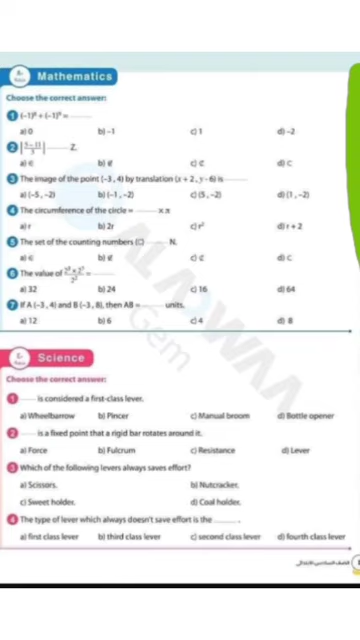 Mathematics
Choose the correct answer:
1 (-1)⁸ + (-1)⁹ = ........
a) 0 b) -1 c) 1 d) -2
2 ........ Z.
a) ∈ b) ∉ c) ⊄ d) ⊂
3 The image of the point (-3, 4) by translation (x + 2, y - 6) is ........
a) (-5, -2) b) (-1, -2) c) (5, -2) d) (1, -2)
4 The circumference of the circle = ........ × π
a) r b) 2r c) r² d) r + 2
5 The set of the counting numbers (C) ........ N.
a) ∈ b) ∉ c) ⊄ d) ⊂
6 The value of = ........
a) 32 b) 24 c) 16 d) 64
7 If A (-3, 4) and B (-3, 8), then AB = ........ units.
a) 12 b) 6 c) 4 d) 8
Science
Choose the correct answer:
1 ........ is considered a first-class lever.
a) Wheelbarrow b) Pincer c) Manual broom d) Bottle opener
2 ........ is a fixed point that a rigid bar rotates around it.
a) Force b) Fulcrum c) Resistance d) Lever
3 Which of the following levers always saves effort?
a) Scissors. b) Nutcracker.
c) Sweet holder. d) Coal holder.
4 The type of lever which always doesn't save effort is the ........ .
a) first class lever b) third class lever c) second class lever d) fourth class lever
الصف السادس الابتدائي